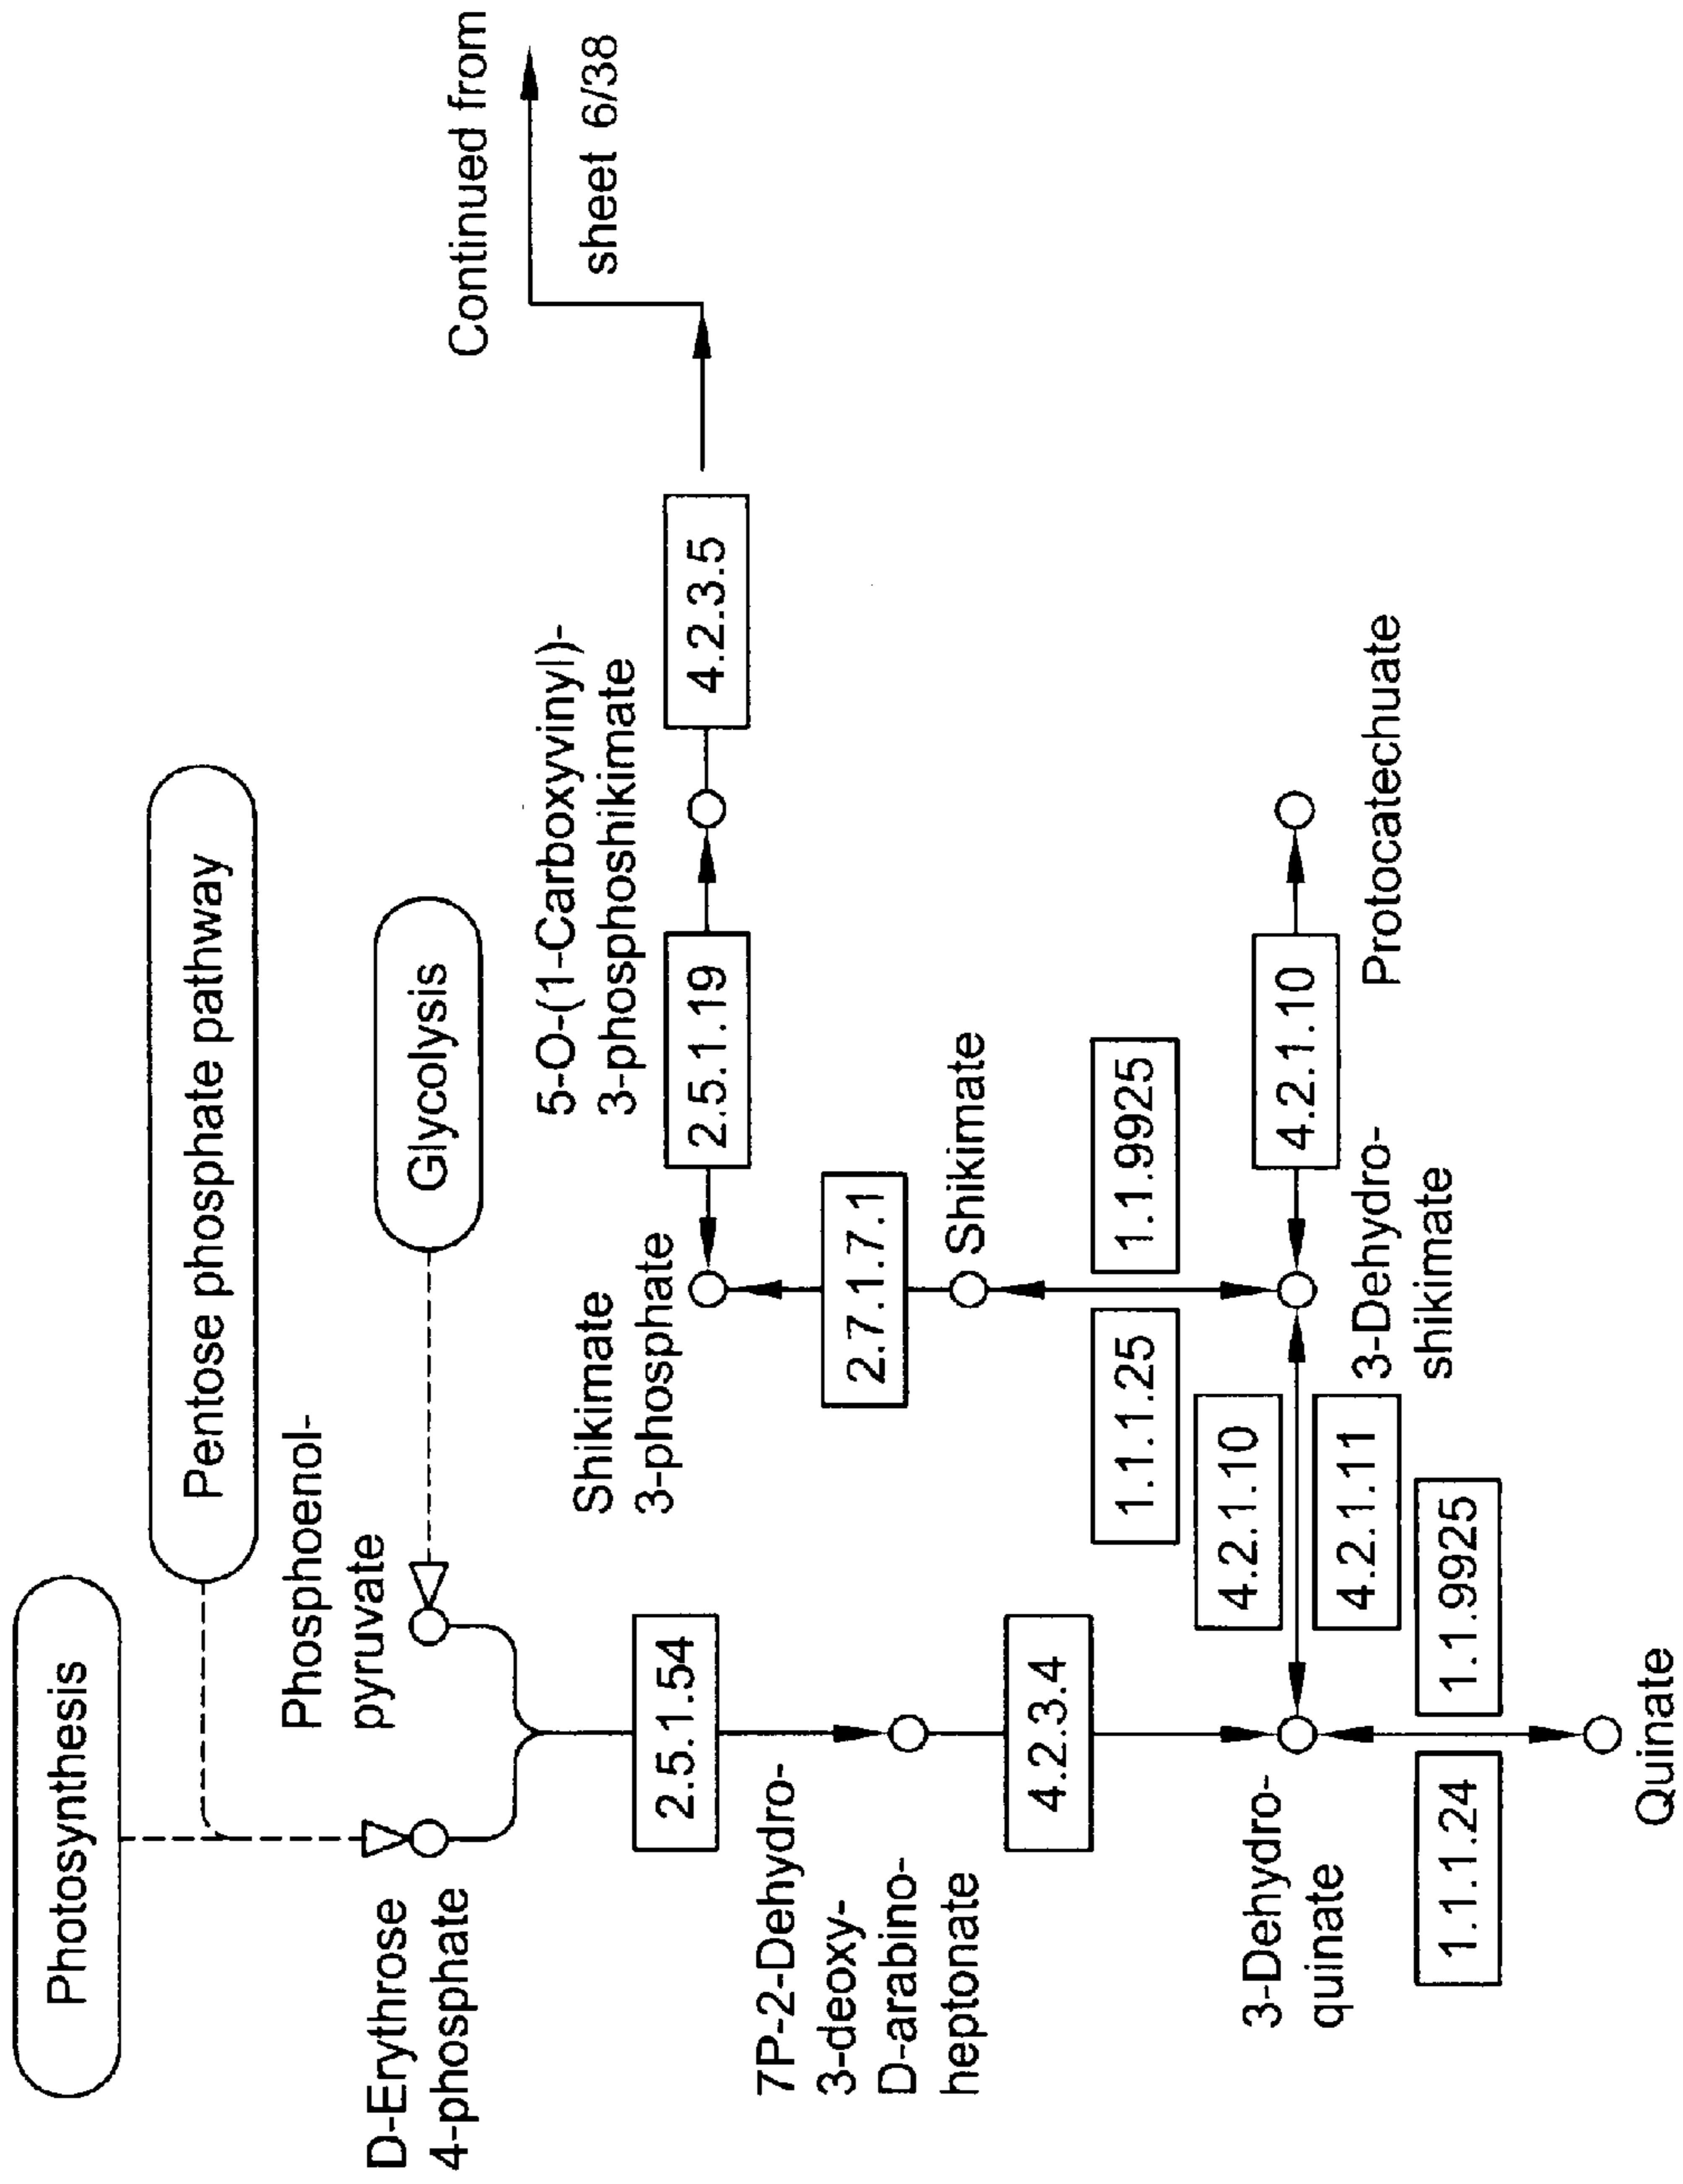 Photosynthesis
Pentose phosphate pathway
Glycolysis
D-Erythrose
4-phosphate
Phosphoenol-
pyruvate
Continued from
sheet 6/38
2.5.1.54
7P-2-Dehydro-
3-deoxy-
D-arabino-
heptonate
Shikimate
3-phosphate
2.5.1.19
5-O-(1-Carboxyvinyl)-
3-phosphoshikimate
4.2.3.5
2.7.1.7.1
Shikimate
4.2.3.4
1.1.1.25
1.1.9925
3-Dehydro-
quinate
4.2.1.10
4.2.1.11
3-Dehydro-
shikimate
4.2.1.10
Protocatechuate
1.1.1.24
1.1.9925
Quinate